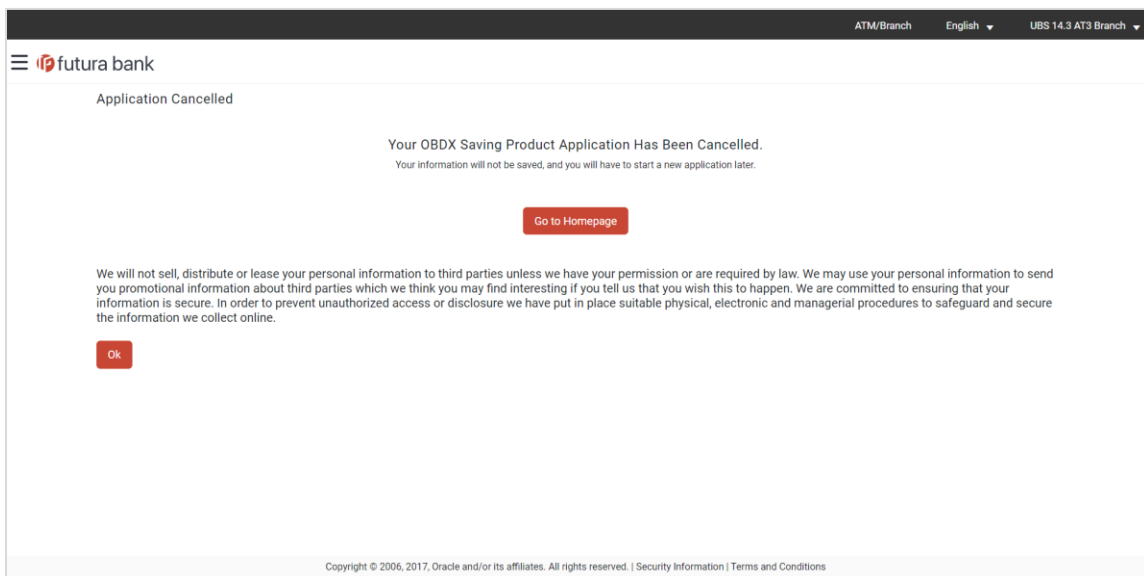 ATM/Branch English UBS 14.3 AT3 Branch
futura bank
Application Cancelled
Your OBDX Saving Product Application Has Been Cancelled.
Your information will not be saved, and you will have to start a new application later.
Go to Homepage
We will not sell, distribute or lease your personal information to third parties unless we have your permission or are required by law. We may use your personal information to send
you promotional information about third parties which we think you may find interesting if you tell us that you wish this to happen. We are committed to ensuring that your
information is secure. In order to prevent unauthorized access or disclosure we have put in place suitable physical, electronic and managerial procedures to safeguard and secure
the information we collect online.
Ok
Copyright © 2006, 2017, Oracle and/or its affiliates. All rights reserved. | Security Information | Terms and Conditions